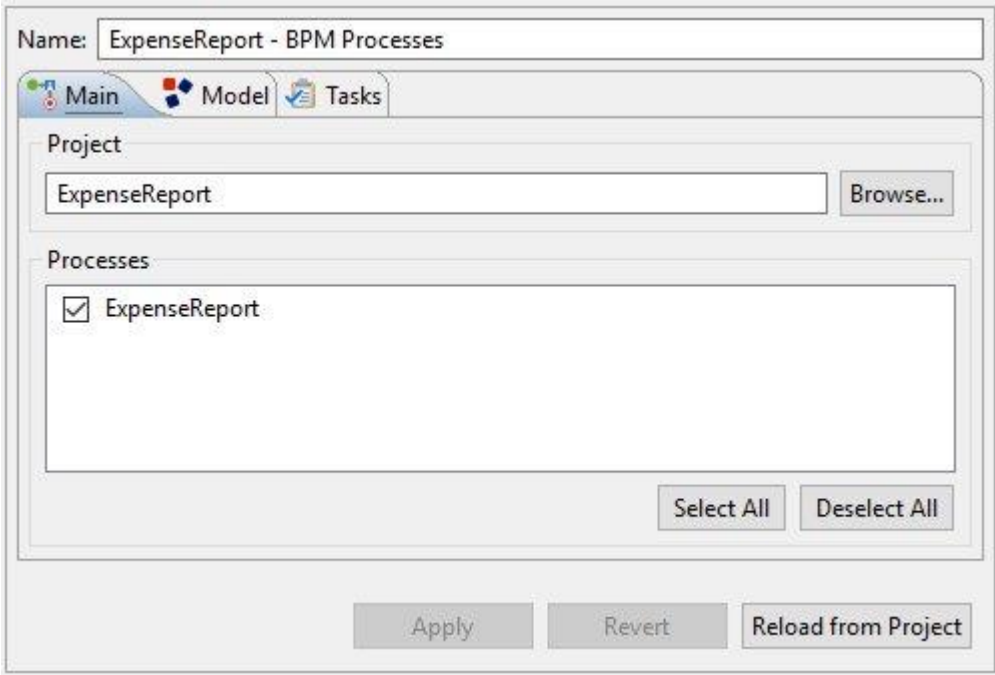 Name: ExpenseReport - BPM Processes
Main Model Tasks
Project
ExpenseReport Browse...
Processes
ExpenseReport
Select All Deselect All
Apply Revert Reload from Project